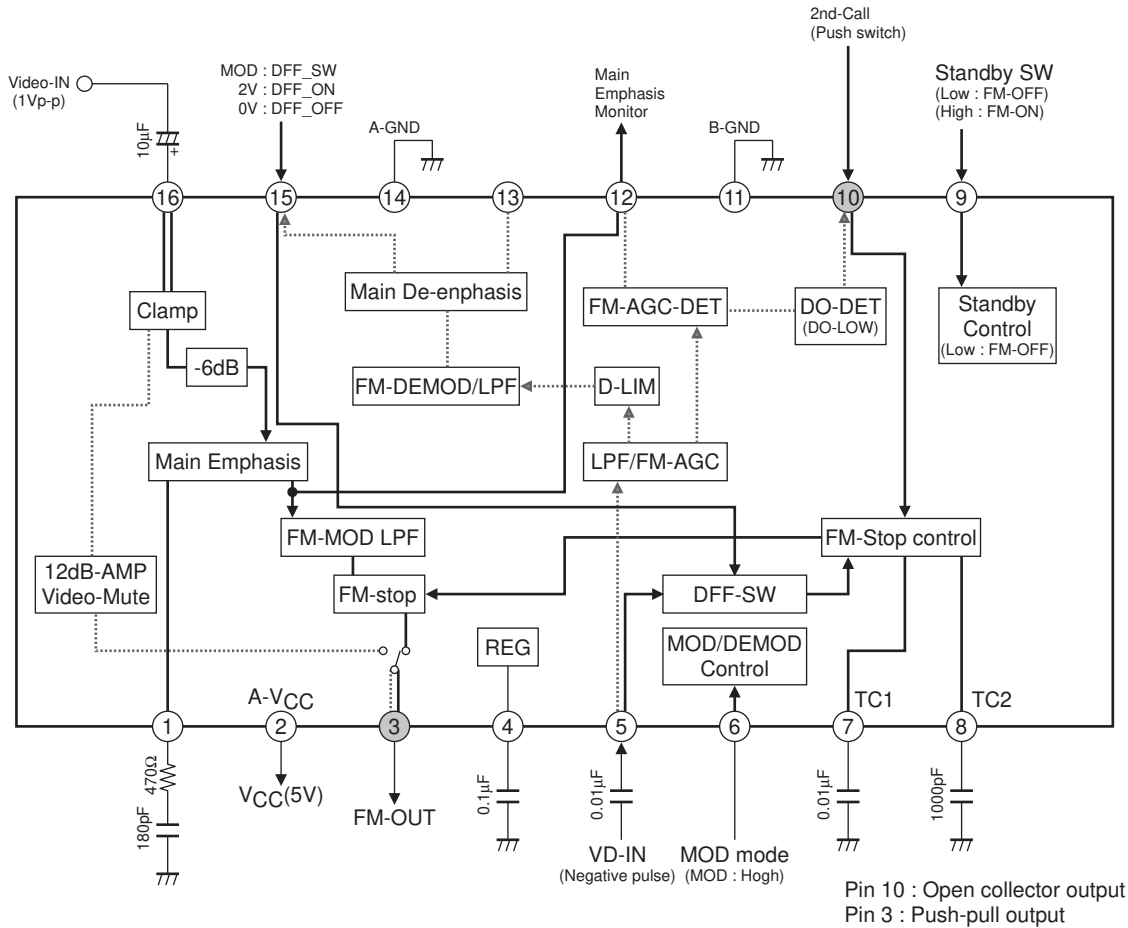 2nd-Call
(Push switch)
Video-IN
(1Vp-p)
MOD : DFF_SW
2V : DFF_ON
0V : DFF_OFF
Main
Emphasis
Monitor
Standby SW
(Low : FM-OFF)
(High : FM-ON)
10μF
+
A-GND
B-GND
16
15
14
13
12
11
10
9
Clamp
Main De-enphasis
FM-AGC-DET
DO-DET
(DO-LOW)
Standby
Control
(Low : FM-OFF)
-6dB
FM-DEMOD/LPF
D-LIM
Main Emphasis
LPF/FM-AGC
FM-MOD LPF
FM-Stop control
12dB-AMP
Video-Mute
FM-stop
DFF-SW
REG
MOD/DEMOD
Control
A-VCC
TC1
TC2
1
2
3
4
5
6
7
8
470Ω
180pF
VCC(5V)
FM-OUT
0.1μF
0.01μF
VD-IN
(Negative pulse)
MOD mode
(MOD : Hogh)
0.01μF
1000pF
Pin 10 : Open collector output
Pin 3 : Push-pull output